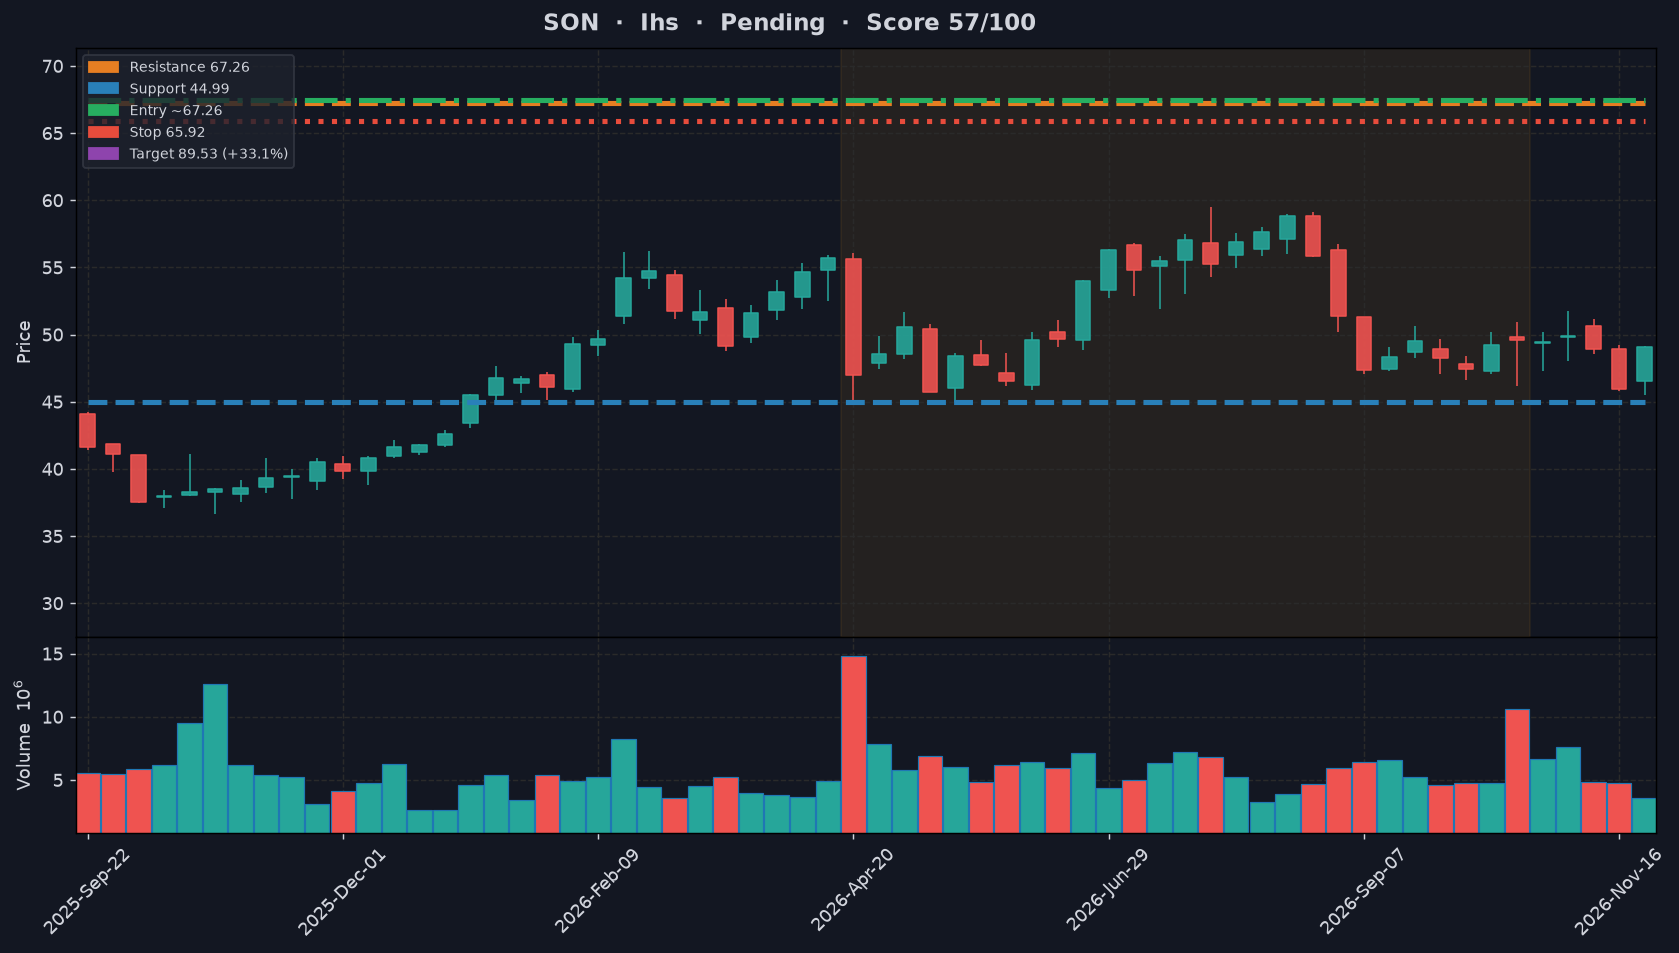 SON · Ihs · Pending · Score 57/100
Resistance 67.26
Support 44.99
Entry ~67.26
Stop 65.92
Target 89.53 (+33.1%)
70
65
60
55
50
45
40
35
30
Price
15
10
5
Volume 10⁶
2025-Sep-22
2025-Dec-01
2026-Feb-09
2026-Apr-20
2026-Jun-29
2026-Sep-07
2026-Nov-16